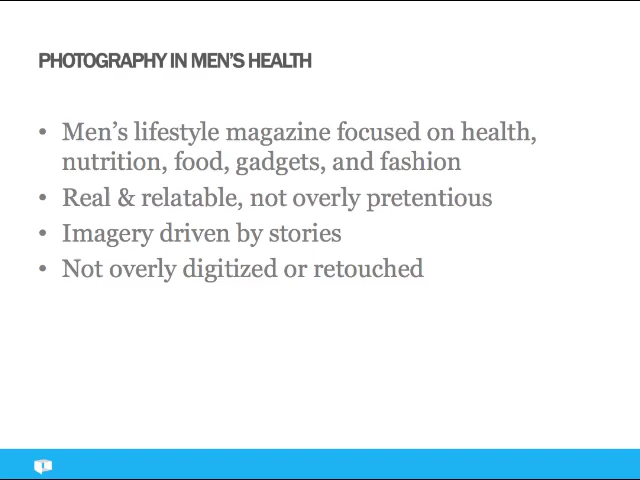 PHOTOGRAPHY IN MEN'S HEALTH
• Men's lifestyle magazine focused on health,
nutrition, food, gadgets, and fashion
• Real & relatable, not overly pretentious
• Imagery driven by stories
• Not overly digitized or retouched